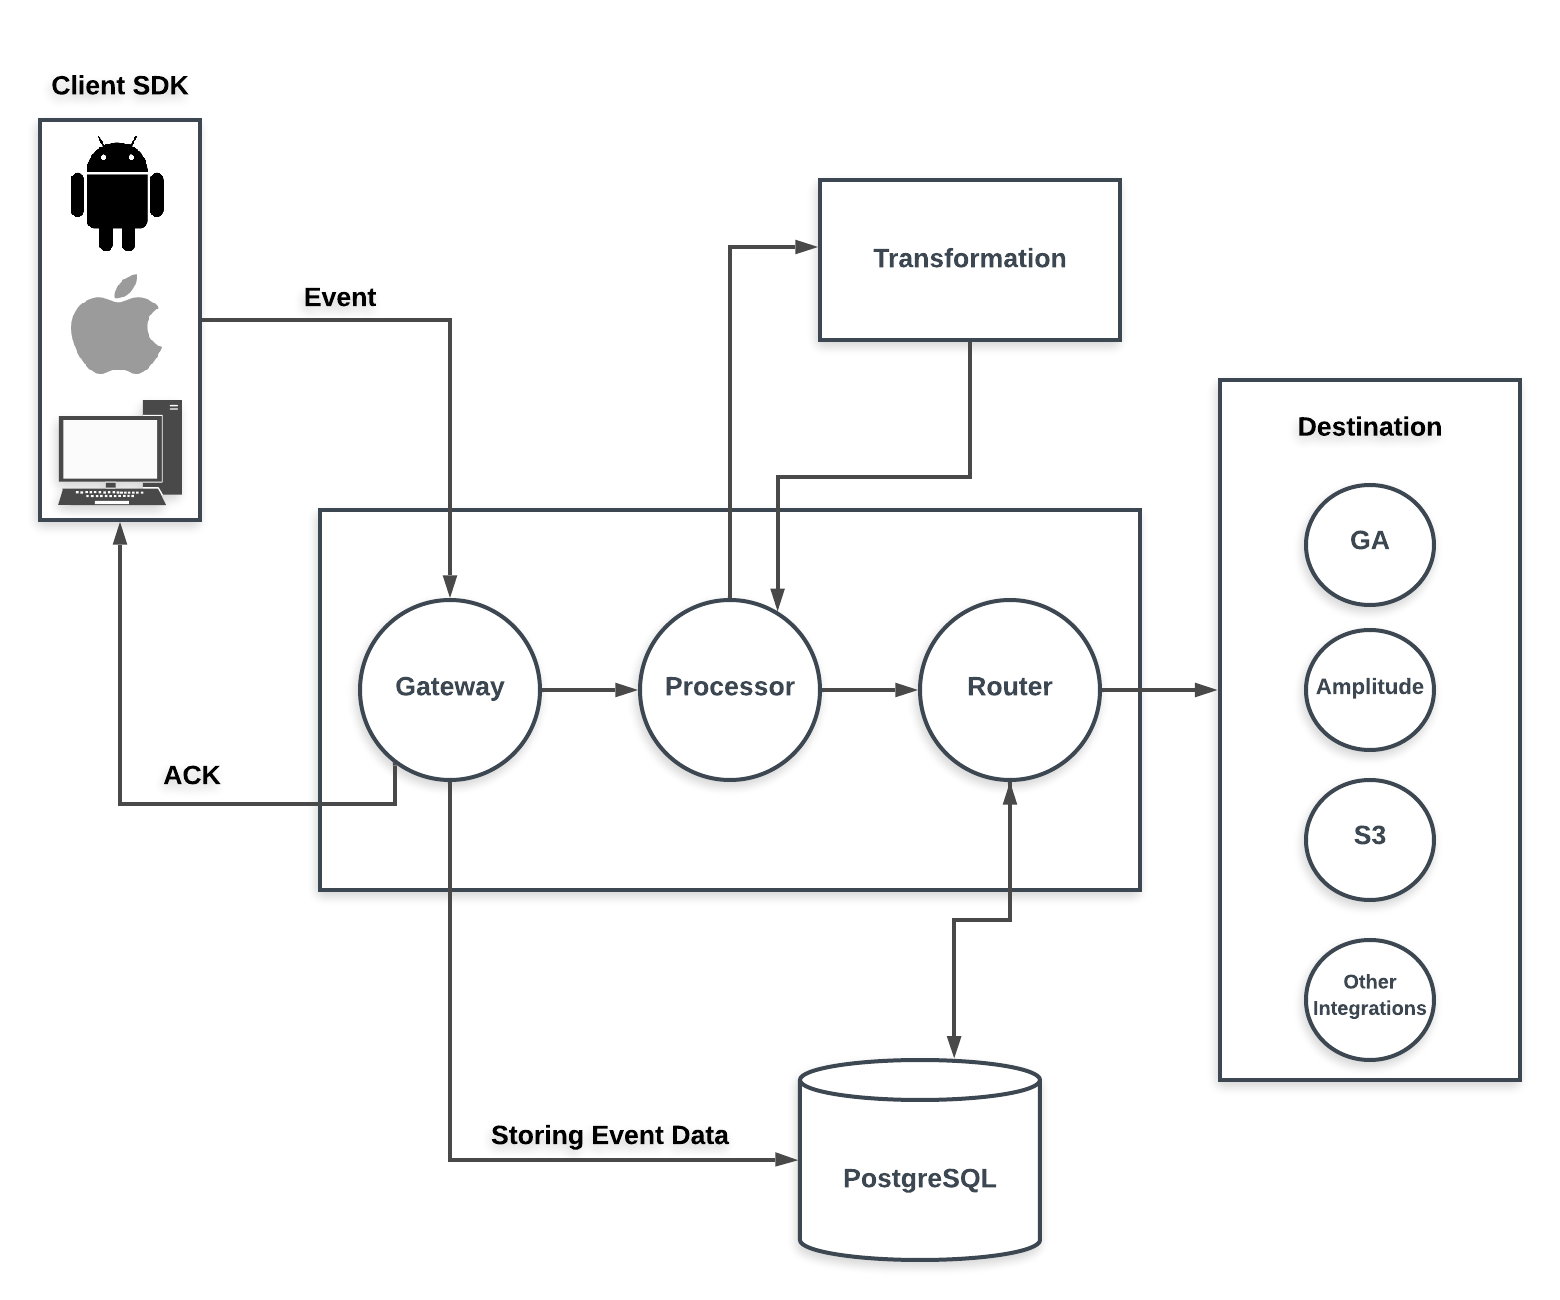 Client SDK
Event
Transformation
Destination
GA
Gateway
Processor
Router
Amplitude
ACK
S3
Other
Integrations
Storing Event Data
PostgreSQL